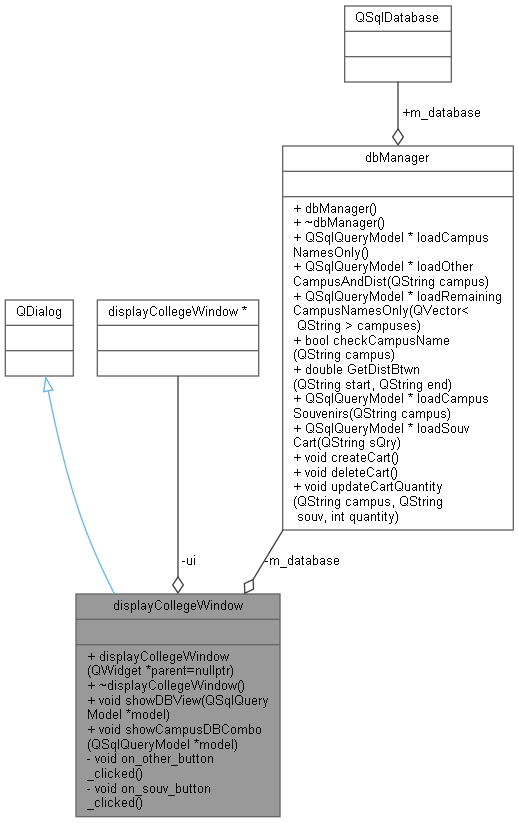 QSqlDatabase
+m_database
dbManager
+ dbManager()
+ ~dbManager()
+ QSqlQueryModel * loadCampus
NamesOnly()
+ QSqlQueryModel * loadOther
CampusAndDist(QString campus)
+ QSqlQueryModel * loadRemaining
CampusNamesOnly(QVector<
QString > campuses)
+ bool checkCampusName
(QString campus)
+ double GetDistBtwn
(QString start, QString end)
+ QSqlQueryModel * loadCampus
Souvenirs(QString campus)
+ QSqlQueryModel * loadSouv
Cart(QString sQry)
+ void createCart()
+ void deleteCart()
+ void updateCartQuantity
(QString campus, QString
souv, int quantity)
QDialog
displayCollegeWindow *
-ui
-m_database
displayCollegeWindow
+ displayCollegeWindow
(QWidget *parent=nullptr)
+ ~displayCollegeWindow()
+ void showDBView(QSqlQuery
Model *model)
+ void showCampusDBCombo
(QSqlQueryModel *model)
- void on_other_button
_clicked()
- void on_souv_button
_clicked()